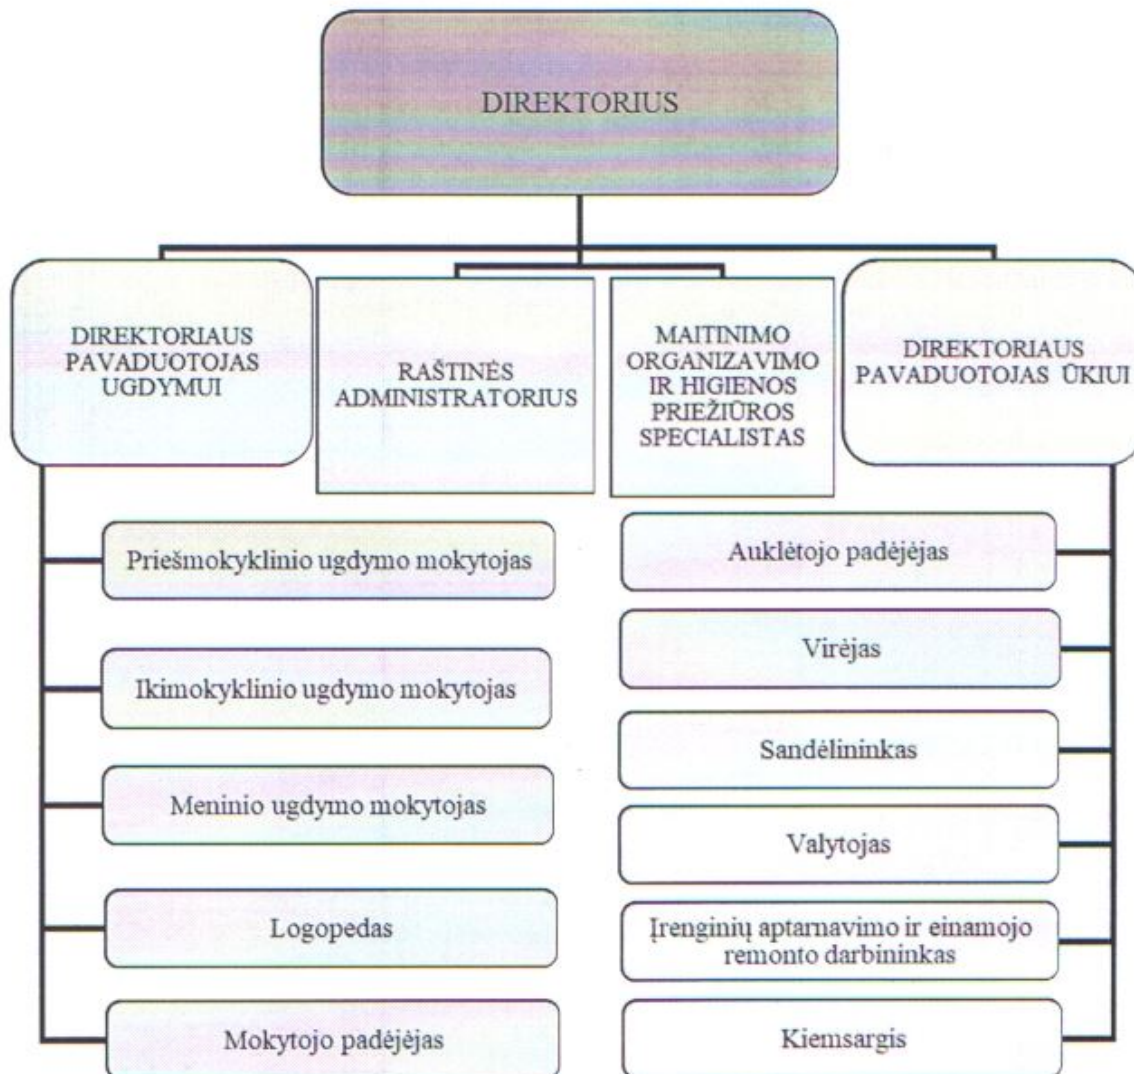 DIREKTORIUS
DIREKTORIAUS
PAVADUOTOJAS
UGDYMUI
RAŠTINĖS
ADMINISTRATORIUS
MAITINIMO
ORGANIZAVIMO
IR HIGIENOS
PRIEŽIŪROS
SPECIALISTAS
DIREKTORIAUS
PAVADUOTOJAS ŪKIUI
Priešmokyklinio ugdymo mokytojas
Ikimokyklinio ugdymo mokytojas
Meninio ugdymo mokytojas
Logopedas
Mokytojo padėjėjas
Auklėtojo padėjėjas
Virėjas
Sandėlininkas
Valytojas
Įrenginių aptarnavimo ir einamojo
remonto darbininkas
Kiemsargis